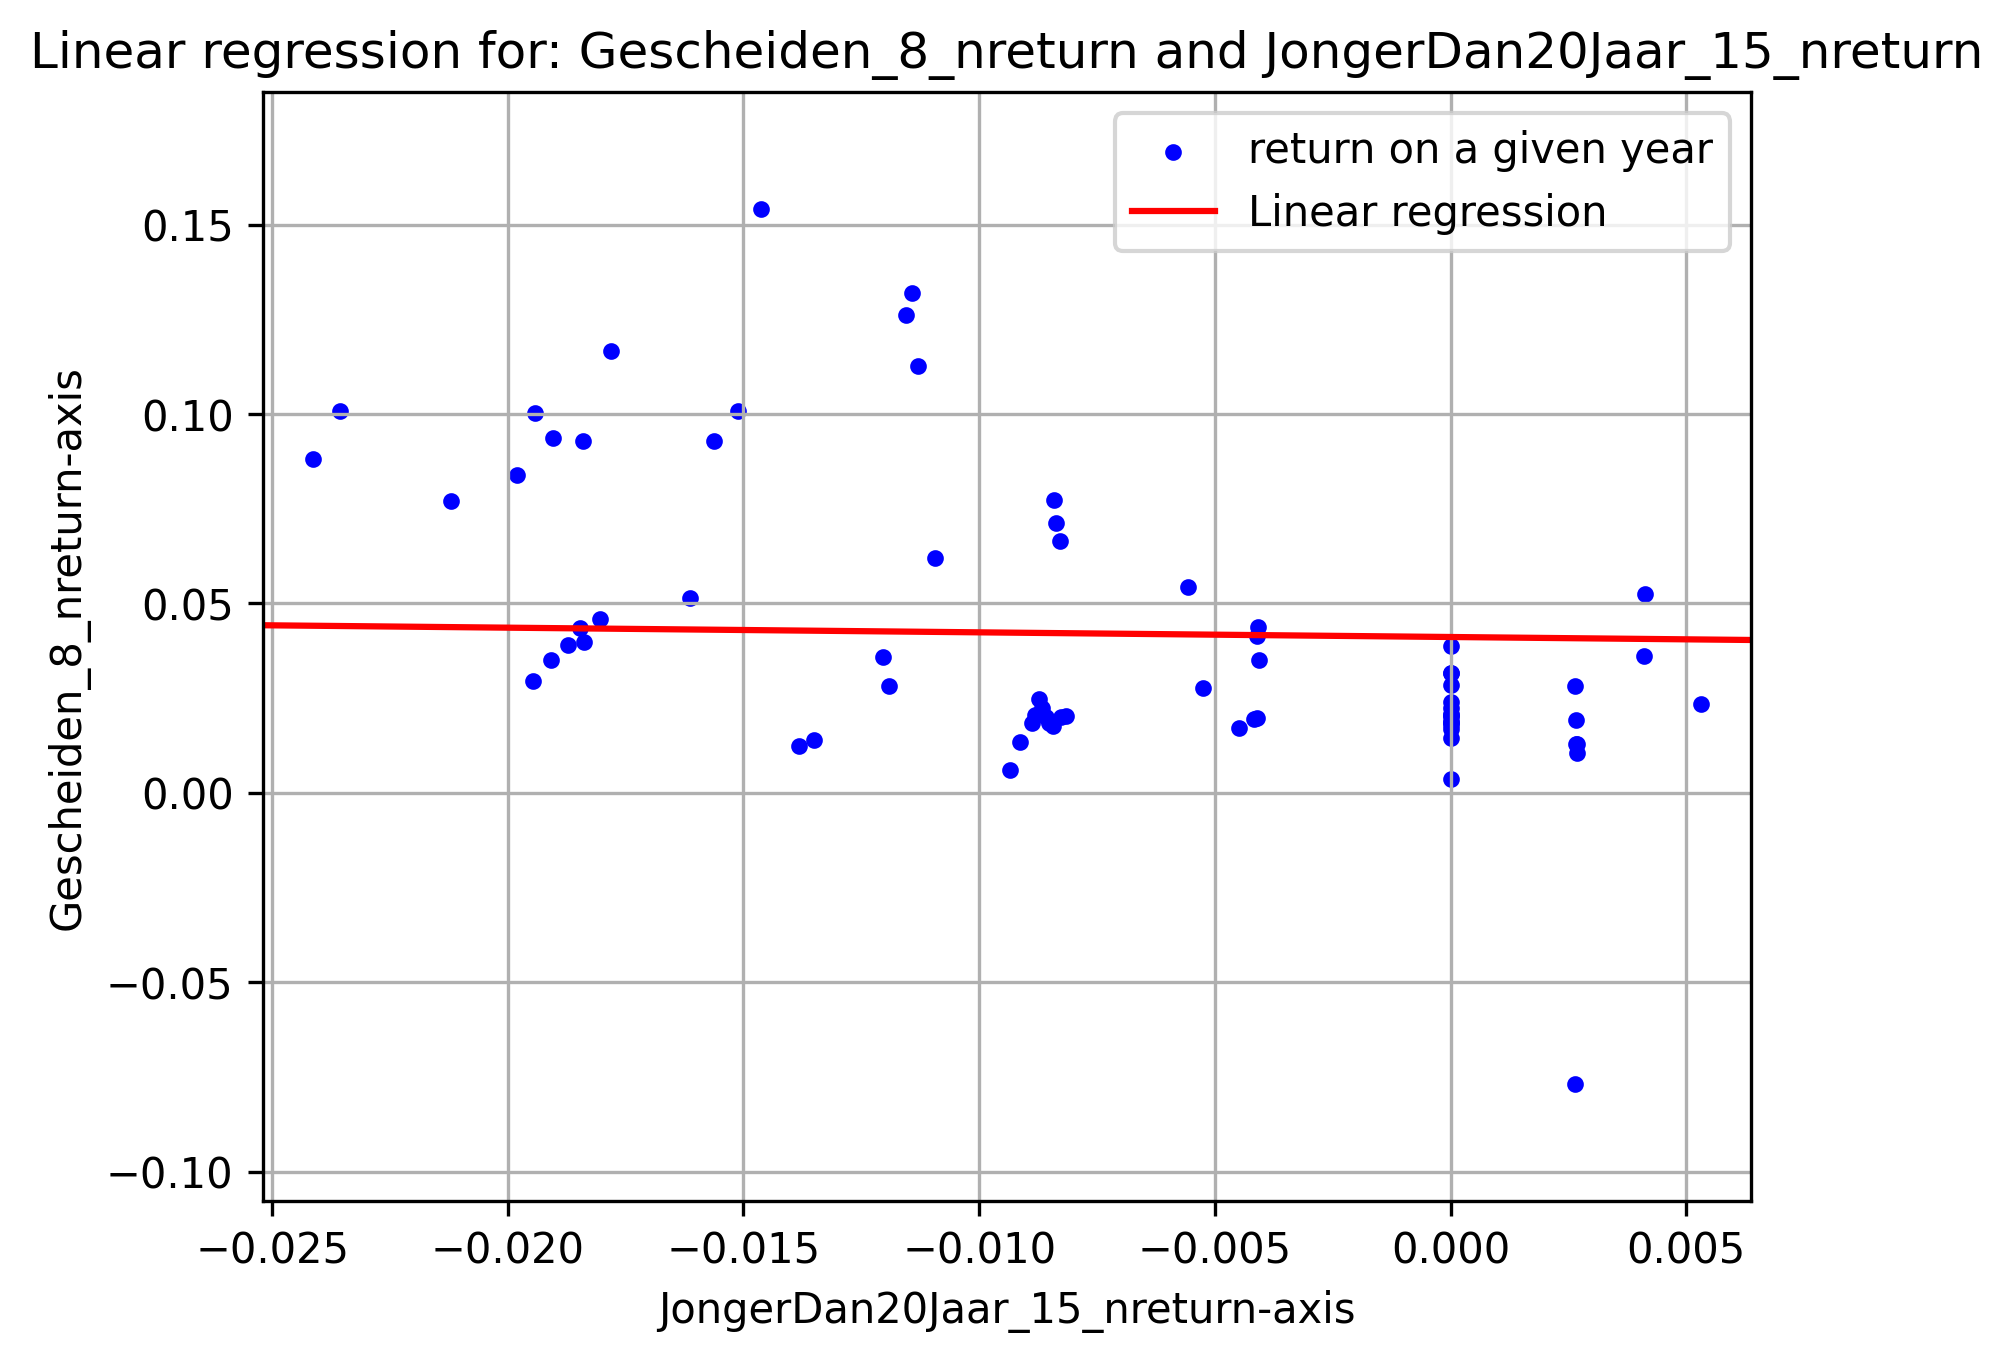 Linear regression for: Gescheiden_8_nreturn and JongerDan20Jaar_15_nreturn
return on a given year
Linear regression
0.15
0.10
0.05
0.00
−0.05
−0.10
Gescheiden_8_nreturn-axis
−0.025 −0.020 −0.015 −0.010 −0.005 0.000 0.005
JongerDan20Jaar_15_nreturn-axis